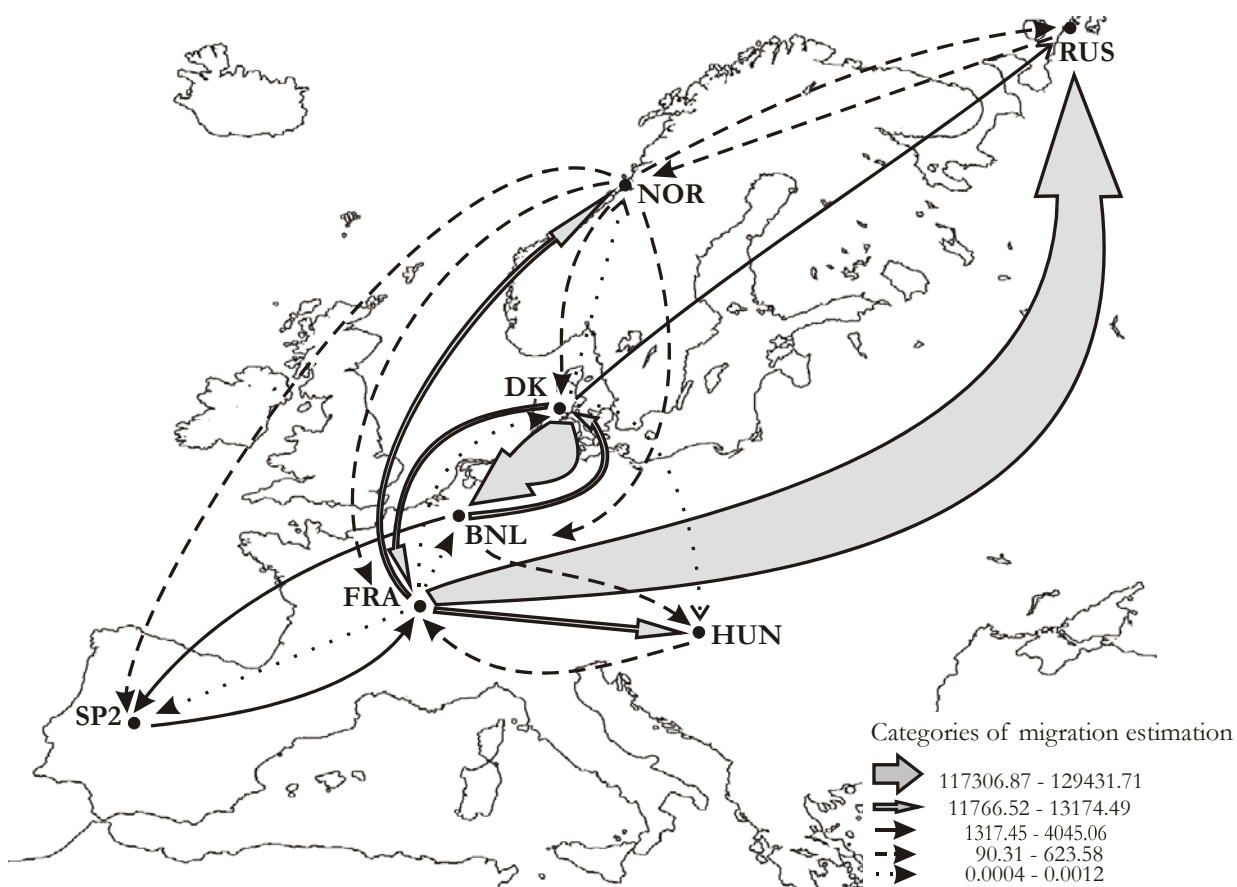 RUS
NOR
DK
BNL
FRA
HUN
SP2
Categories of migration estimation
117306.87 - 129431.71
11766.52 - 13174.49
1317.45 - 4045.06
90.31 - 623.58
0.0004 - 0.0012